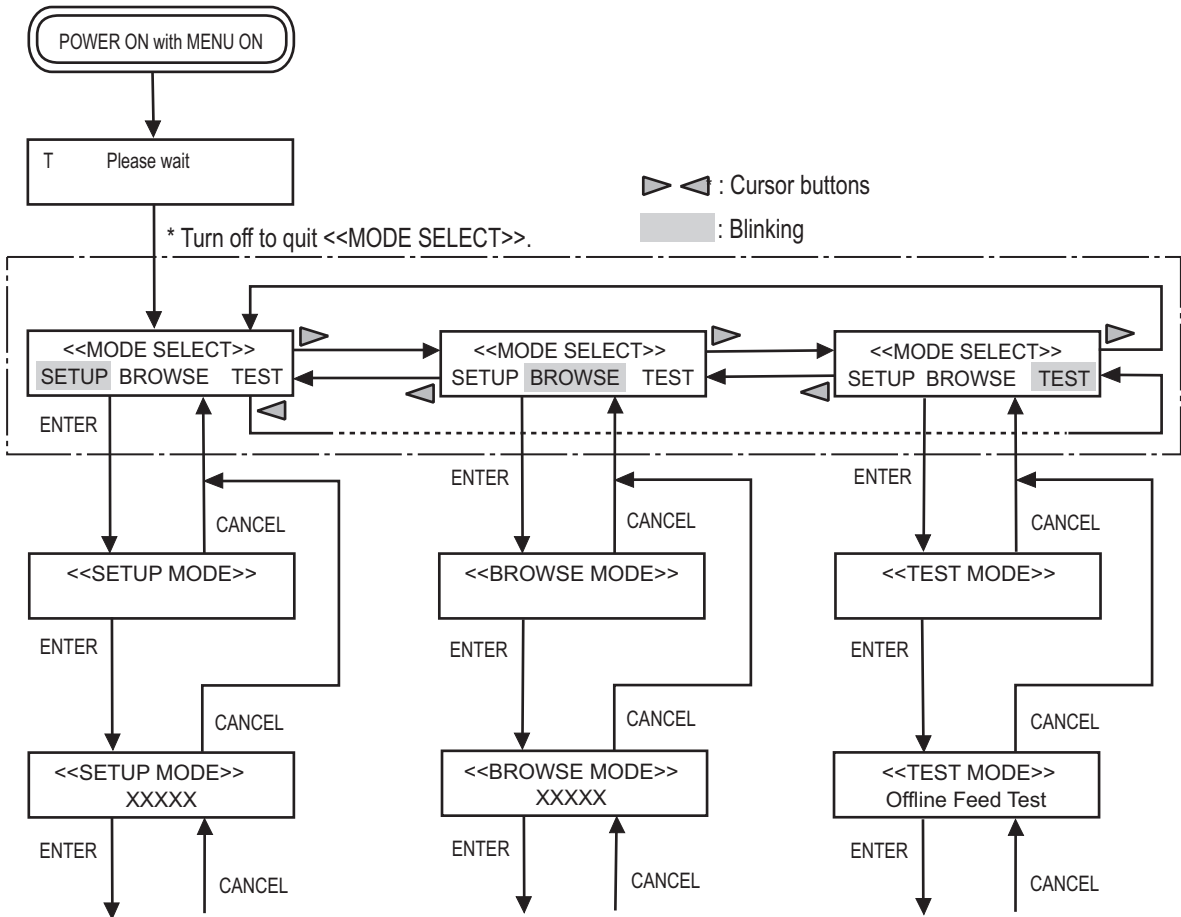 POWER ON with MENU ON
T Please wait
* : Cursor buttons
: Blinking
* Turn off to quit <<MODE SELECT>>.
<<MODE SELECT>>
SETUP BROWSE TEST
<<MODE SELECT>>
SETUP BROWSE TEST
<<MODE SELECT>>
SETUP BROWSE TEST
ENTER
ENTER
ENTER
CANCEL
CANCEL
CANCEL
<<SETUP MODE>>
<<BROWSE MODE>>
<<TEST MODE>>
ENTER
ENTER
ENTER
CANCEL
CANCEL
CANCEL
<<SETUP MODE>>
XXXXX
<<BROWSE MODE>>
XXXXX
<<TEST MODE>>
Offline Feed Test
ENTER
ENTER
ENTER
CANCEL
CANCEL
CANCEL